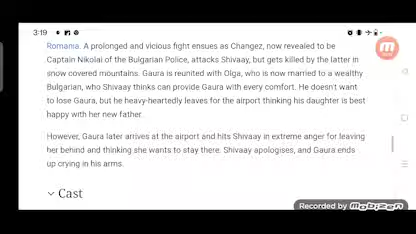 3:19
Romania. A prolonged and vicious fight ensues as Changez, now revealed to be
Captain Nikolai of the Bulgarian Police, attacks Shivaay, but gets killed by the latter in
snow covered mountains. Gaura is reunited with Olga, who is now married to a wealthy
Bulgarian, who Shivaay thinks can provide Gaura with every comfort. He doesn't want
to lose Gaura, but he heavy-heartedly leaves for the airport thinking his daughter is best
happy with her new father.
However, Gaura later arrives at the airport and hits Shivaay in extreme anger for leaving
her behind and thinking she wants to stay there. Shivaay apologises, and Gaura ends
up crying in his arms.
Cast
Recorded by Mobizen